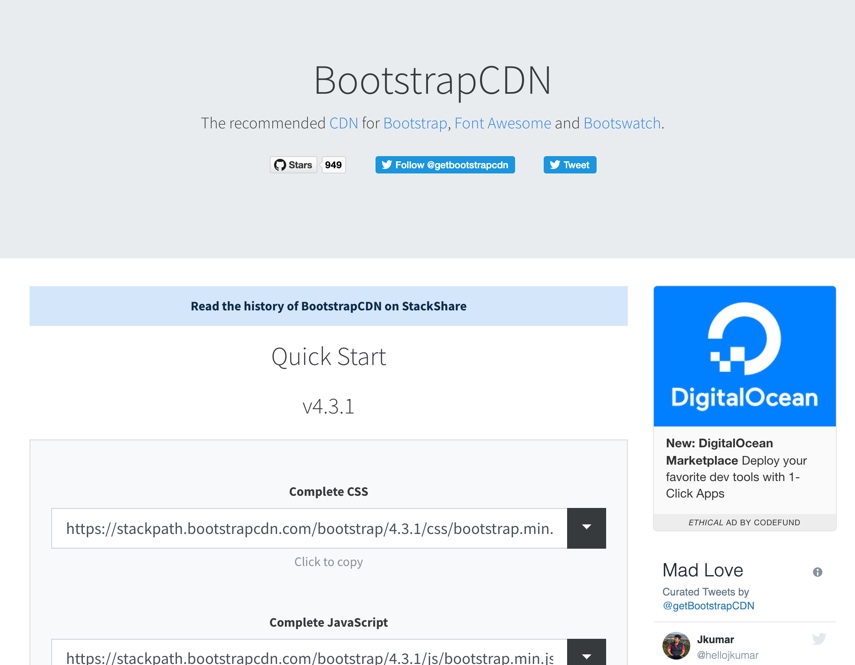 BootstrapCDN
The recommended CDN for Bootstrap, Font Awesome and Bootswatch.
Stars 949 Follow @getbootstrapcdn Tweet
Read the history of BootstrapCDN on StackShare
Quick Start
v4.3.1
Complete CSS
https://stackpath.bootstrapcdn.com/bootstrap/4.3.1/css/bootstrap.min.
Click to copy
Complete JavaScript
https://stackpath.bootstrapcdn.com/bootstrap/4.3.1/js/bootstrap.min.js
DigitalOcean
New: DigitalOcean
Marketplace Deploy your
favorite dev tools with 1-
Click Apps
ETHICAL AD BY CODEFUND
Mad Love
Curated Tweets by
@getBootstrapCDN
Jkumar
@hellojkumar